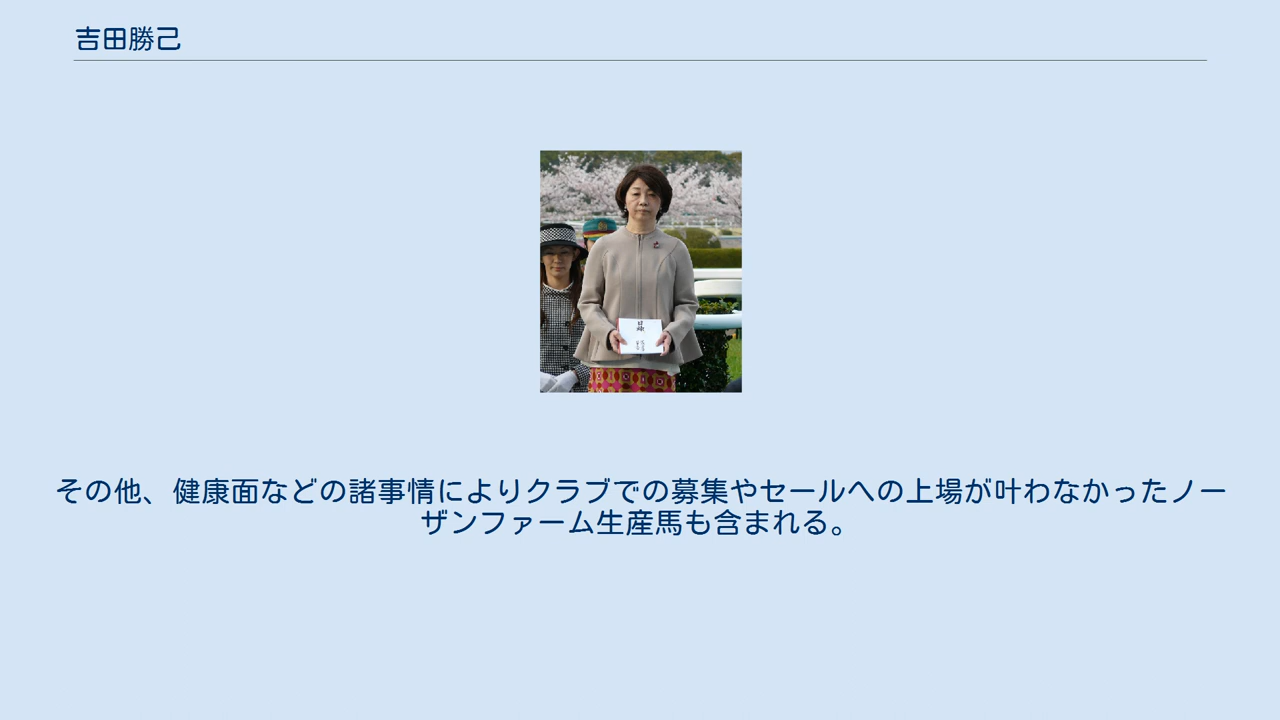 吉田勝己
目録
その他、健康面などの諸事情によりクラブでの募集やセールへの上場が叶わなかったノー
ザンファーム生産馬も含まれる。